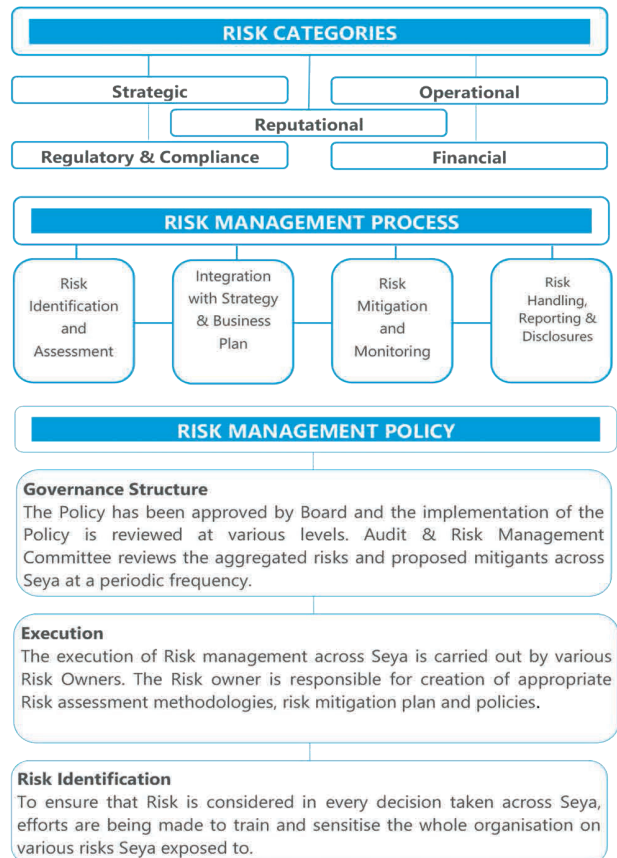 RISK CATEGORIES
Strategic
Operational
Reputational
Regulatory & Compliance
Financial
RISK MANAGEMENT PROCESS
Risk
Identification
and
Assessment
Integration
with Strategy
& Business
Plan
Risk
Mitigation
and
Monitoring
Risk
Handling,
Reporting &
Disclosures
RISK MANAGEMENT POLICY
Governance Structure
The Policy has been approved by Board and the implementation of the
Policy is reviewed at various levels. Audit & Risk Management
Committee reviews the aggregated risks and proposed mitigants across
Seya at a periodic frequency.
Execution
The execution of Risk management across Seya is carried out by various
Risk Owners. The Risk owner is responsible for creation of appropriate
Risk assessment methodologies, risk mitigation plan and policies.
Risk Identification
To ensure that Risk is considered in every decision taken across Seya,
efforts are being made to train and sensitise the whole organisation on
various risks Seya exposed to.